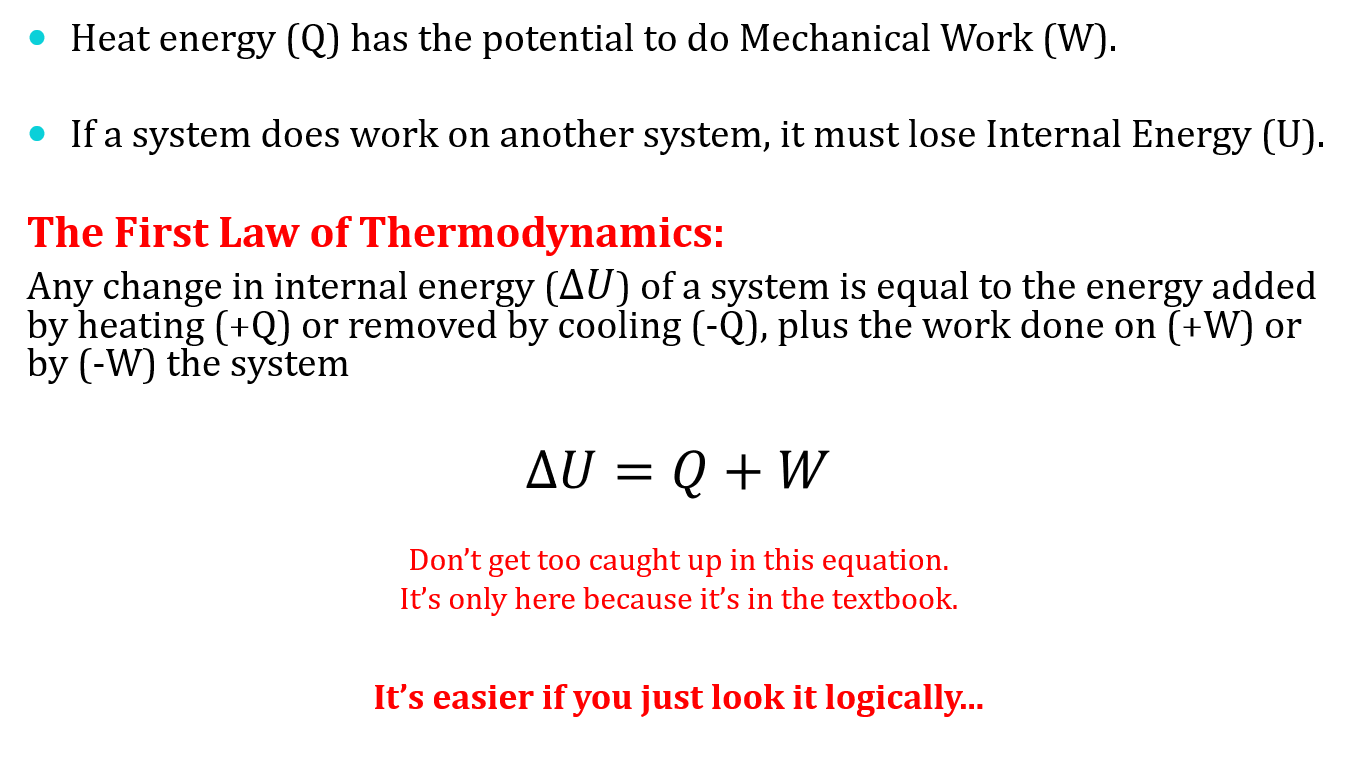 • Heat energy (Q) has the potential to do Mechanical Work (W).
• If a system does work on another system, it must lose Internal Energy (U).
The First Law of Thermodynamics:
Any change in internal energy (Δ𝑈) of a system is equal to the energy added
by heating (+Q) or removed by cooling (-Q), plus the work done on (+W) or
by (-W) the system
Δ𝑈 = 𝑄 + 𝑊
Don’t get too caught up in this equation.
It’s only here because it’s in the textbook.
It’s easier if you just look it logically…